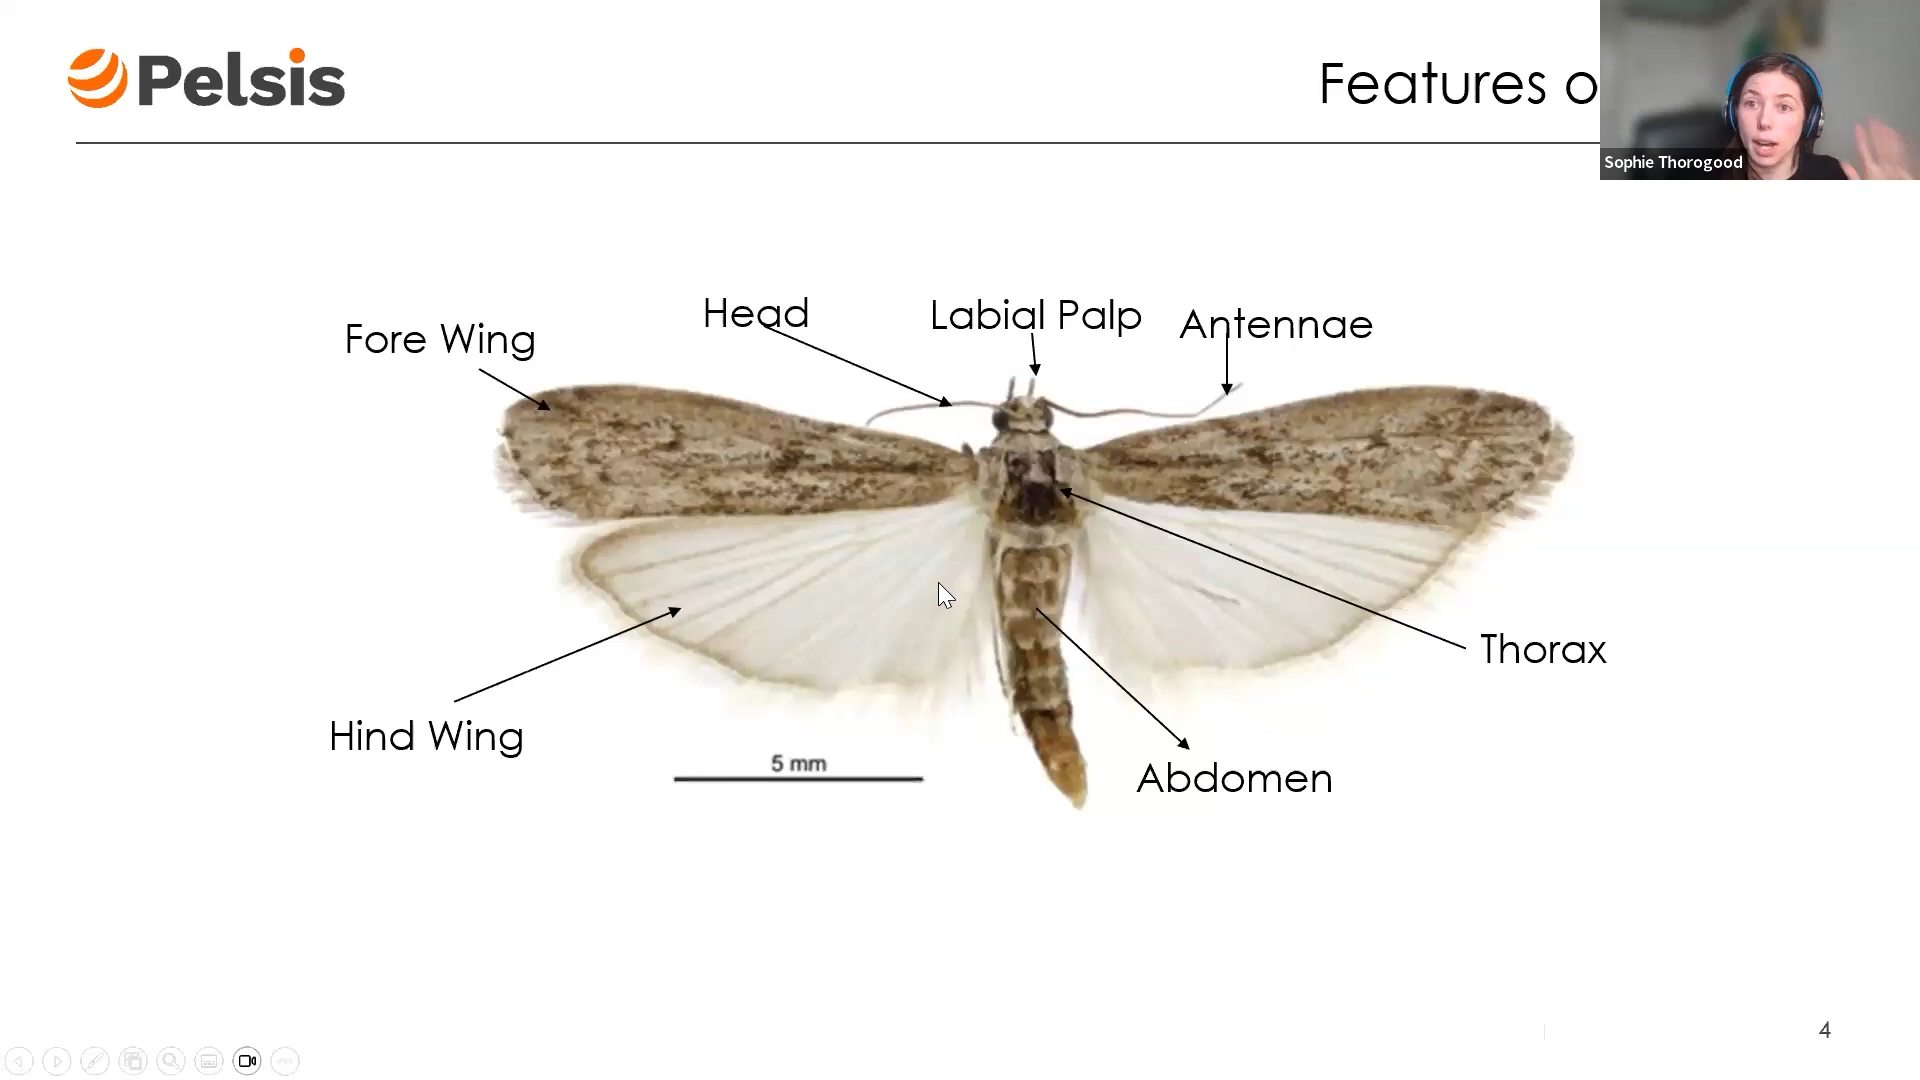 Pelsis
Features o
Sophie Thorogood
Fore Wing
Head
Labial Palp
Antennae
Thorax
Hind Wing
5 mm
Abdomen
4